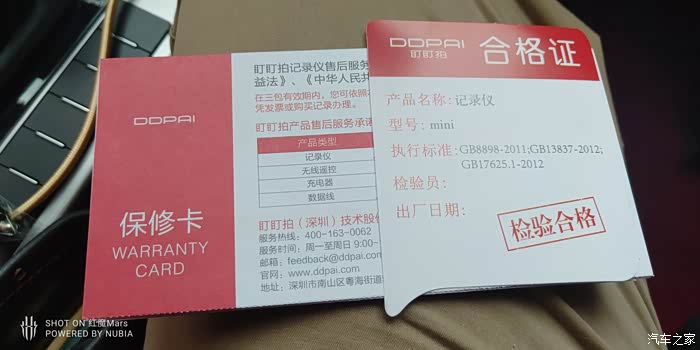 DDPAI
保修卡
WARRANTY
CARD
盯盯拍记录仪售后服务
益法》、《中华人民共
在三包有效期内，您可依照
凭发票或购买记录办理。
盯盯拍产品售后服务承诺
产品类型
记录仪
无线遥控
充电器
数据线
盯盯拍（深圳）技术股份
服务热线：400-163-0062
服务时间：周一至周日 9:00-
邮箱：feedback@ddpai.com
官网：www.ddpai.com
地址：深圳市南山区粤海街道
DDPAI
盯盯拍
合格证
产品名称：记录仪
型号：mini
执行标准：GB8898-2011;GB13837-2012;
GB17625.1-2012
检验员：
出厂日期：
检验合格
SHOT ON 红魔Mars
POWERED BY NUBIA
汽车之家